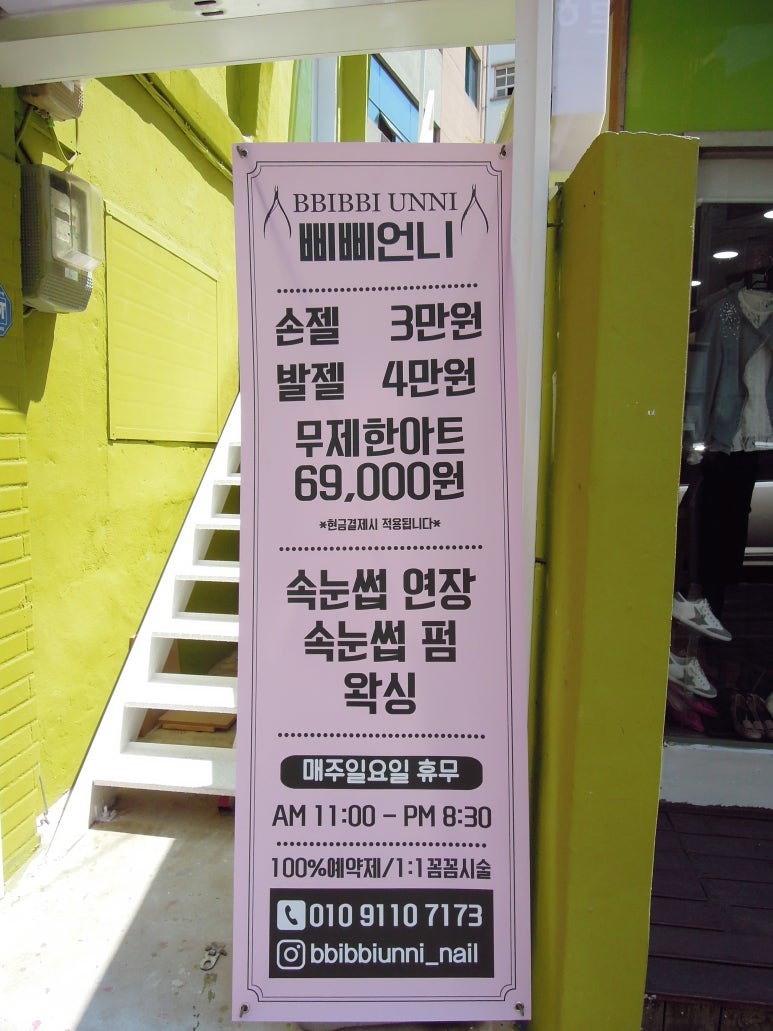 BBIBBI UNNI
삐삐언니
손젤 3만원
발젤 4만원
무제한아트
69,000원
*현금결제시 적용됩니다*
속눈썹 연장
속눈썹 펌
왁싱
매주일요일 휴무
AM 11:00 - PM 8:30
100%예약제/1:1꼼꼼시술
010 9110 7173
bbibbiunni_nail